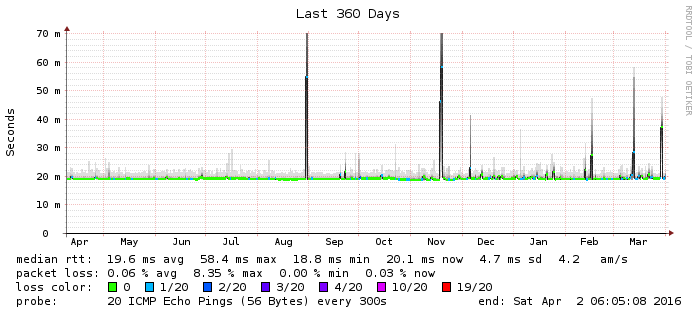 Last 360 Days
RRDTOOL / TOBI OETIKER
Seconds
70 m
60 m
50 m
40 m
30 m
20 m
10 m
0
Apr May Jun Jul Aug Sep Oct Nov Dec Jan Feb Mar
median rtt: 19.6 ms avg 58.4 ms max 18.8 ms min 20.1 ms now 4.7 ms sd 4.2 am/s
packet loss: 0.06 % avg 8.35 % max 0.00 % min 0.03 % now
loss color: 0 1/20 2/20 3/20 4/20 10/20 19/20
probe: 20 ICMP Echo Pings (56 Bytes) every 300s end: Sat Apr 2 06:05:08 2016